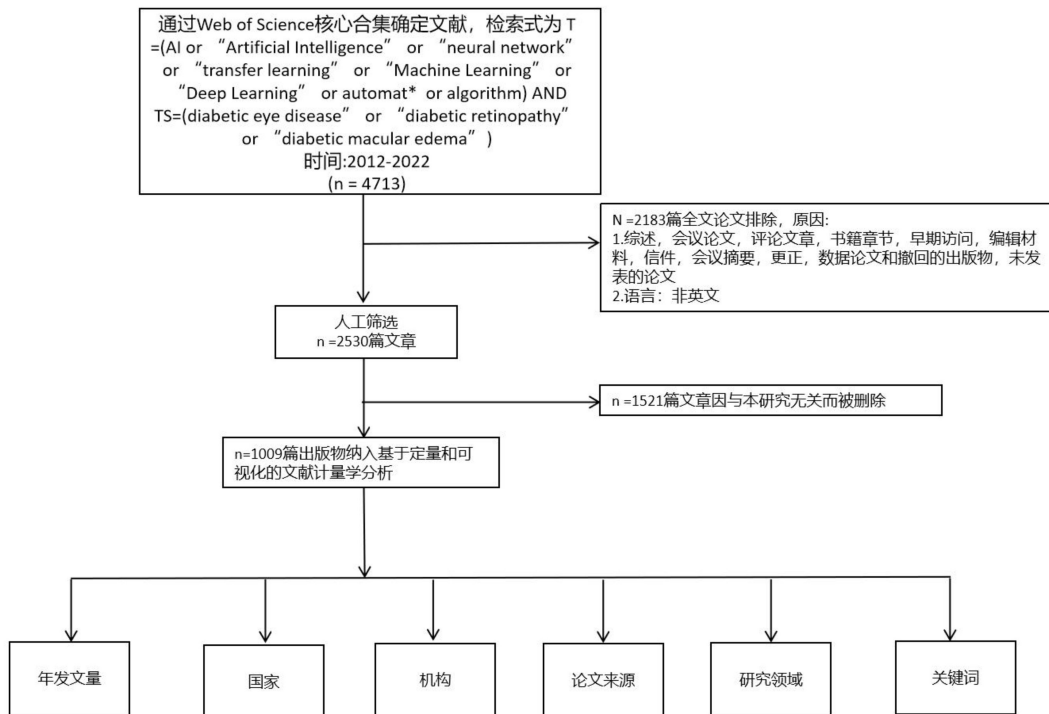 通过Web of Science核心合集确定文献，检索式为 T
=(AI or “Artificial Intelligence” or “neural network”
or “transfer learning” or “Machine Learning” or
“Deep Learning” or automat* or algorithm) AND
TS=(diabetic eye disease” or “diabetic retinopathy”
or “diabetic macular edema” )
时间:2012-2022
(n = 4713)
N =2183篇全文论文排除，原因:
1.综述，会议论文，评论文章，书籍章节，早期访问，编辑材
料，信件，会议摘要，更正，数据论文和撤回的出版物，未发
表的论文
2.语言：非英文
人工筛选
n =2530篇文章
n =1521篇文章因与本研究无关而被删除
n=1009篇出版物纳入基于定量和可
视化的文献计量学分析
年发文量
国家
机构
论文来源
研究领域
关键词